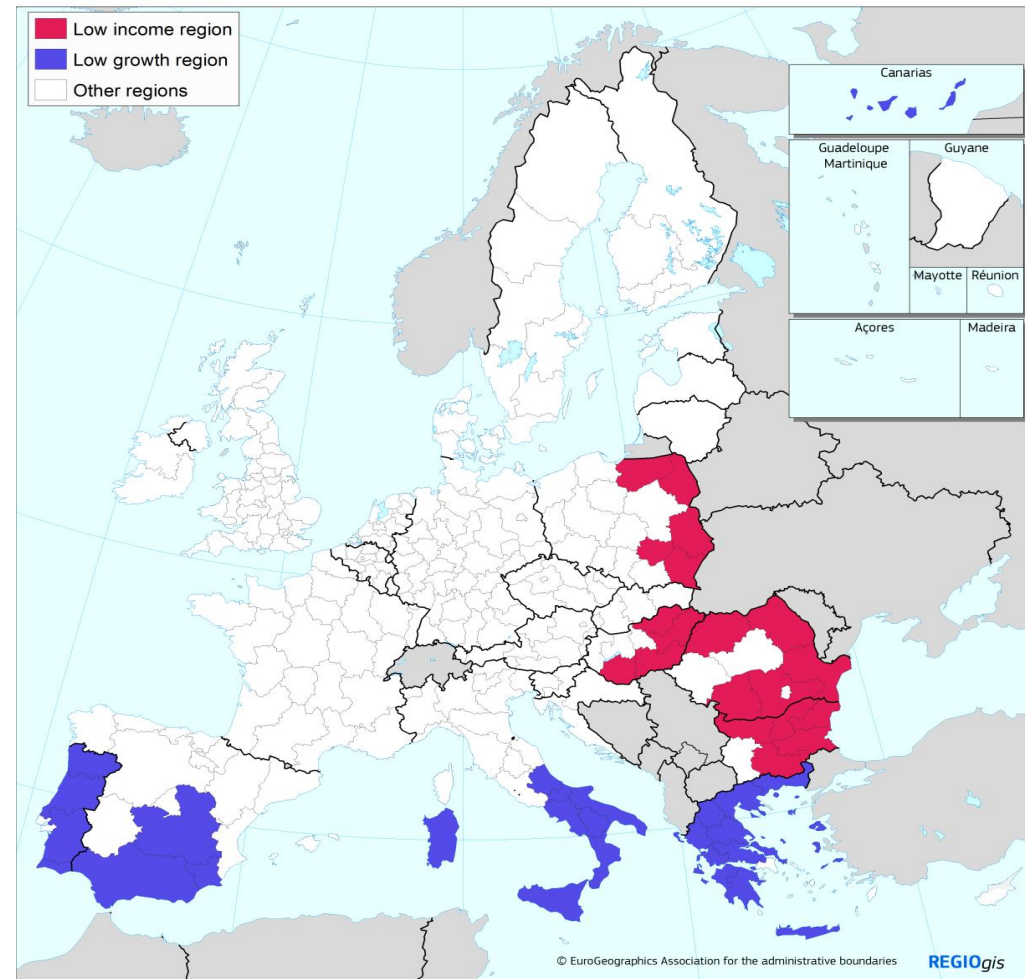 Low income region
Low growth region
Other regions
Canarias
Guadeloupe
Martinique
Guyane
Mayotte
Réunion
Açores
Madeira
© EuroGeographics Association for the administrative boundaries
REGIOgis